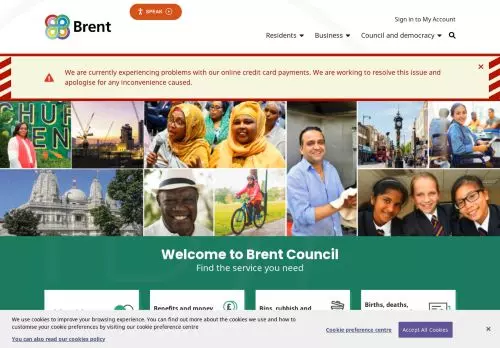 SPEAK
Brent
Sign in to My Account
Residents
Business
Council and democracy
We are currently experiencing problems with our online credit card payments. We are working to resolve this issue and
apologise for any inconvenience caused.
Welcome to Brent Council
Find the service you need
Benefits and money
Bins, rubbish and
Births, deaths,
We use cookies to improve your browsing experience. You can find out more about the cookies we use and how to
customise your cookie preferences by visiting our cookie preference centre
You can also read our cookies policy
Cookie preference centre
Accept All Cookies